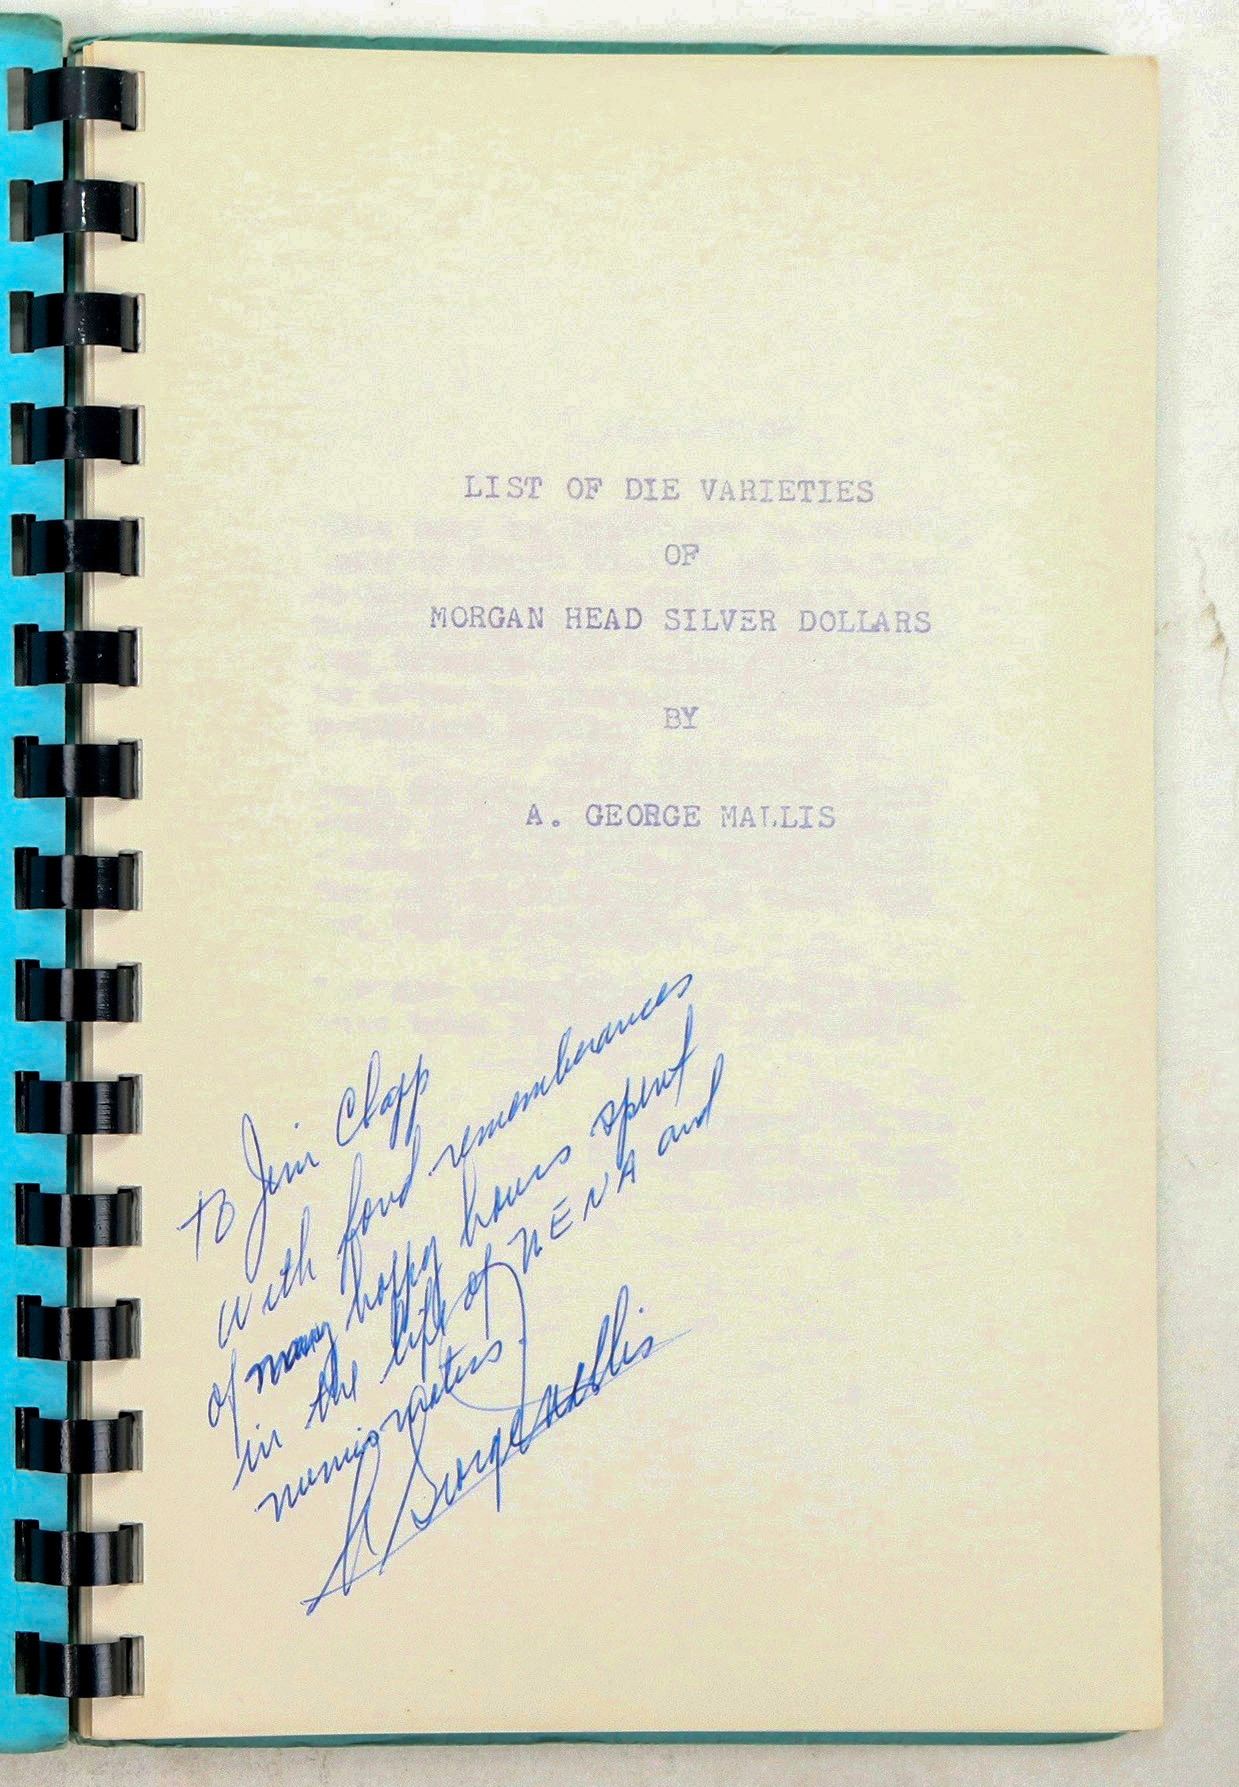 LIST OF DIE VARIETIES
OF
MORGAN HEAD SILVER DOLLARS
BY
A. GEORGE MALLIS
To Jim Clapp
with fond rememberances
of many happy hours spent
in the life of NENA and
numismatics.
A George Mallis